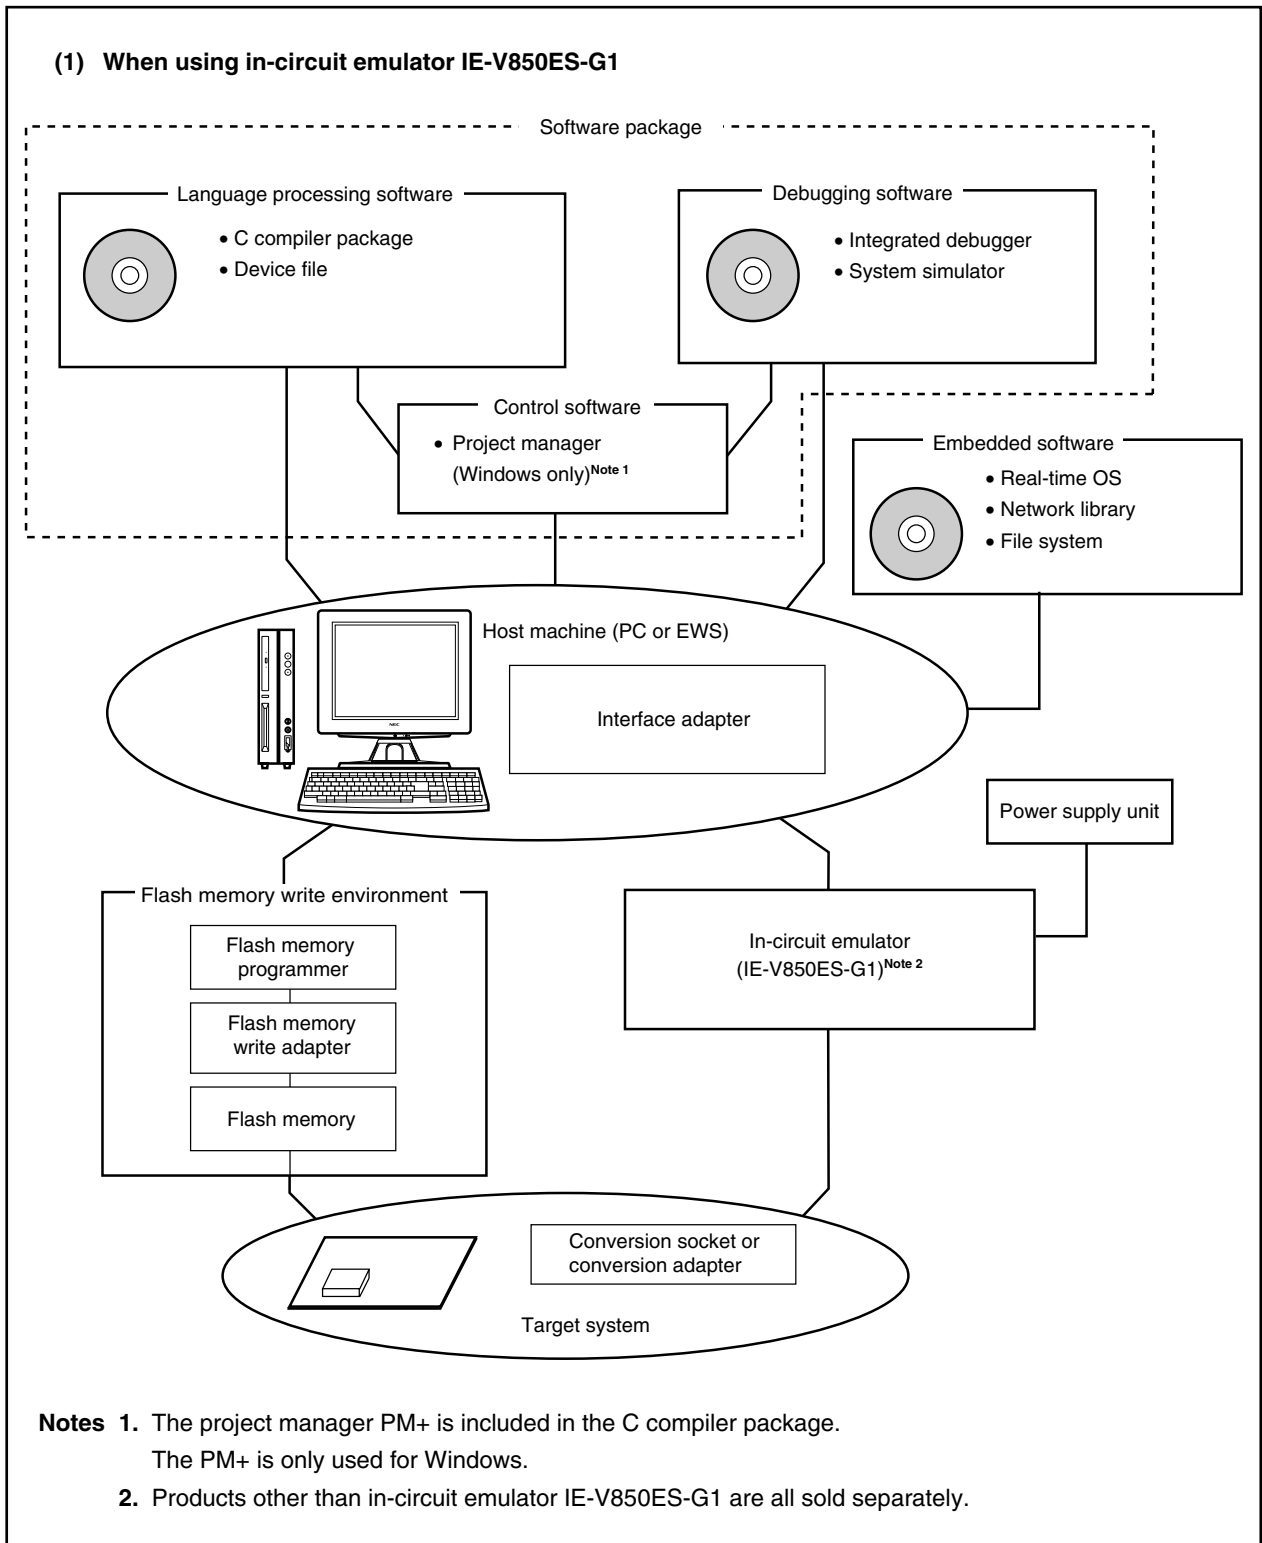 (1) When using in-circuit emulator IE-V850ES-G1
Software package
Language processing software
• C compiler package
• Device file
Debugging software
• Integrated debugger
• System simulator
Control software
• Project manager
(Windows only)Note 1
Embedded software
• Real-time OS
• Network library
• File system
Host machine (PC or EWS)
NEC
Interface adapter
Power supply unit
Flash memory write environment
Flash memory
programmer
Flash memory
write adapter
Flash memory
In-circuit emulator
(IE-V850ES-G1)Note 2
Conversion socket or
conversion adapter
Target system
Notes 1. The project manager PM+ is included in the C compiler package.
The PM+ is only used for Windows.
2. Products other than in-circuit emulator IE-V850ES-G1 are all sold separately.